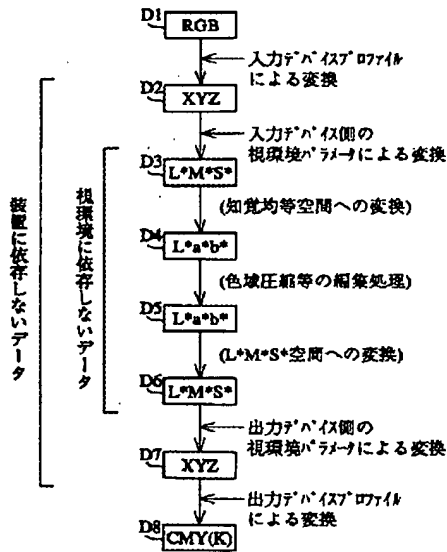 D1
RGB
入力デバイスプロファイル
による変換
D2
XYZ
入力デバイス側の
視環境パラメータによる変換
D3
L*M*S*
(知覚均等空間への変換)
D4
L*a*b*
(色域圧縮等の編集処理)
D5
L*a*b*
(L*M*S*空間への変換)
D6
L*M*S*
出力デバイス側の
視環境パラメータによる変換
D7
XYZ
出力デバイスプロファイル
による変換
D8
CMY(K)
視環境に依存しないデータ
装置に依存しないデータ